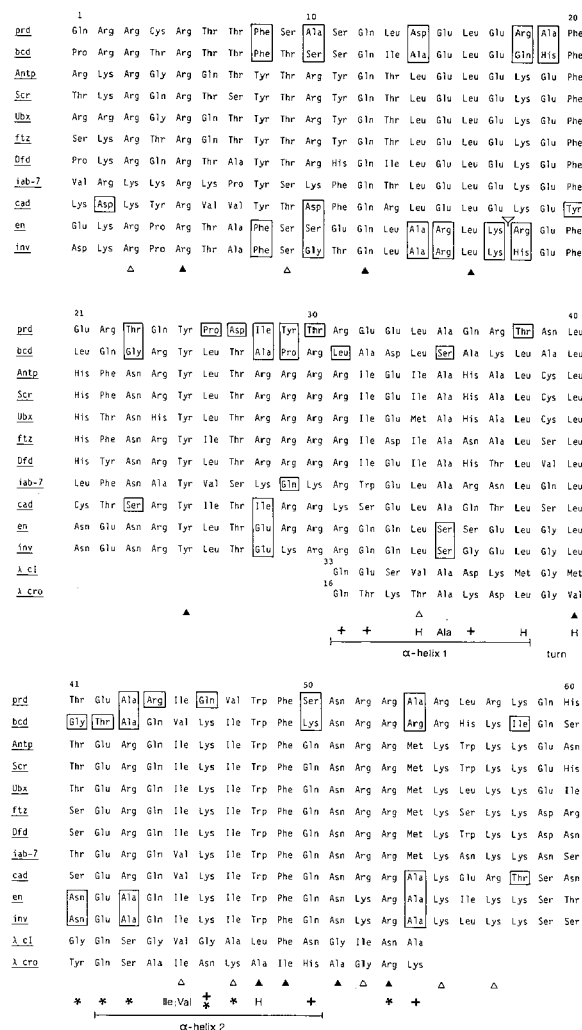 1 10 20
prd Gln Arg Arg Cys Arg Thr Thr Phe Ser Ala Ser Gln Leu Asp Glu Leu Glu Arg Ala Phe
bcd Pro Arg Arg Thr Arg Thr Thr Phe Thr Ser Ser Gln Ile Ala Glu Leu Glu Gln His Phe
Antp Arg Lys Arg Gly Arg Gln Thr Tyr Thr Arg Tyr Gln Thr Leu Glu Leu Glu Lys Glu Phe
Scr Thr Lys Arg Gln Arg Thr Ser Tyr Thr Arg Tyr Gln Thr Leu Glu Leu Glu Lys Glu Phe
Ubx Arg Arg Arg Gly Arg Gln Thr Tyr Thr Arg Tyr Gln Thr Leu Glu Leu Glu Lys Glu Phe
ftz Ser Lys Arg Thr Arg Gln Thr Tyr Thr Arg Tyr Gln Thr Leu Glu Leu Glu Lys Glu Phe
Dfd Pro Lys Arg Gln Arg Thr Ala Tyr Thr Arg His Gln Ile Leu Glu Leu Glu Lys Glu Phe
iab-7 Val Arg Lys Lys Arg Lys Pro Tyr Ser Lys Phe Gln Thr Leu Glu Leu Glu Lys Glu Phe
cad Lys Asp Lys Tyr Arg Val Val Tyr Thr Asp Phe Gln Arg Leu Glu Leu Glu Lys Glu Tyr
en Glu Lys Arg Pro Arg Thr Ala Phe Ser Ser Glu Gln Leu Ala Arg Leu Lys Arg Glu Phe
inv Asp Lys Arg Pro Arg Thr Ala Phe Ser Gly Thr Gln Leu Ala Arg Leu Lys His Glu Phe
21 30 40
prd Glu Arg Thr Gln Tyr Pro Asp Ile Tyr Thr Arg Glu Glu Leu Ala Gln Arg Thr Asn Leu
bcd Leu Gln Gly Arg Tyr Leu Thr Ala Pro Arg Leu Ala Asp Leu Ser Ala Lys Leu Ala Leu
Antp His Phe Asn Arg Tyr Leu Thr Arg Arg Arg Arg Ile Glu Ile Ala His Ala Leu Cys Leu
Scr His Phe Asn Arg Tyr Leu Thr Arg Arg Arg Arg Ile Glu Ile Ala His Ala Leu Cys Leu
Ubx His Thr Asn His Tyr Leu Thr Arg Arg Arg Arg Ile Glu Met Ala His Ala Leu Cys Leu
ftz His Phe Asn Arg Tyr Ile Thr Arg Arg Arg Arg Ile Asp Ile Ala Asn Ala Leu Ser Leu
Dfd His Tyr Asn Arg Tyr Leu Thr Arg Arg Arg Arg Ile Glu Ile Ala His Thr Leu Val Leu
iab-7 Leu Phe Asn Ala Tyr Val Ser Lys Gln Lys Arg Trp Glu Leu Ala Arg Asn Leu Gln Leu
cad Cys Thr Ser Arg Tyr Ile Thr Ile Arg Arg Lys Ser Glu Leu Ala Gln Thr Leu Ser Leu
en Asn Glu Asn Arg Tyr Leu Thr Glu Arg Arg Arg Gln Gln Leu Ser Ser Glu Leu Gly Leu
inv Asn Glu Asn Arg Tyr Leu Thr Glu Lys Arg Arg Gln Gln Leu Ser Gly Glu Leu Gly Leu
λ cI 33 Gln Glu Ser Val Ala Asp Lys Met Gly Met
λ cro 16 Gln Thr Lys Thr Ala Lys Asp Leu Gly Val
+ + H Ala + H H
α-helix 1 turn
41 50 60
prd Thr Glu Ala Arg Ile Gln Val Trp Phe Ser Asn Arg Arg Ala Arg Leu Arg Lys Gln His
bcd Gly Thr Ala Gln Val Lys Ile Trp Phe Lys Asn Arg Arg Arg Arg His Lys Ile Gln Ser
Antp Thr Glu Arg Gln Ile Lys Ile Trp Phe Gln Asn Arg Arg Met Lys Trp Lys Lys Glu Asn
Scr Thr Glu Arg Gln Ile Lys Ile Trp Phe Gln Asn Arg Arg Met Lys Trp Lys Lys Glu His
Ubx Thr Glu Arg Gln Ile Lys Ile Trp Phe Gln Asn Arg Arg Met Lys Leu Lys Lys Glu Ile
ftz Ser Glu Arg Gln Ile Lys Ile Trp Phe Gln Asn Arg Arg Met Lys Ser Lys Lys Asp Arg
Dfd Ser Glu Arg Gln Ile Lys Ile Trp Phe Gln Asn Arg Arg Met Lys Trp Lys Lys Asp Asn
iab-7 Thr Glu Arg Gln Val Lys Ile Trp Phe Gln Asn Arg Arg Met Lys Asn Lys Lys Asn Ser
cad Ser Glu Arg Gln Val Lys Ile Trp Phe Gln Asn Arg Arg Ala Lys Glu Arg Thr Ser Asn
en Asn Glu Ala Gln Ile Lys Ile Trp Phe Gln Asn Lys Arg Ala Lys Ile Lys Lys Ser Thr
inv Asn Glu Ala Gln Ile Lys Ile Trp Phe Gln Asn Lys Arg Ala Lys Leu Lys Lys Ser Ser
λ cI Gly Gln Ser Gly Val Gly Ala Leu Phe Asn Gly Ile Asn Ala
λ cro Tyr Gln Ser Ala Ile Asn Lys Ala Ile His Ala Gly Arg Lys
* * * Ile;Val + * * H + * +
α-helix 2